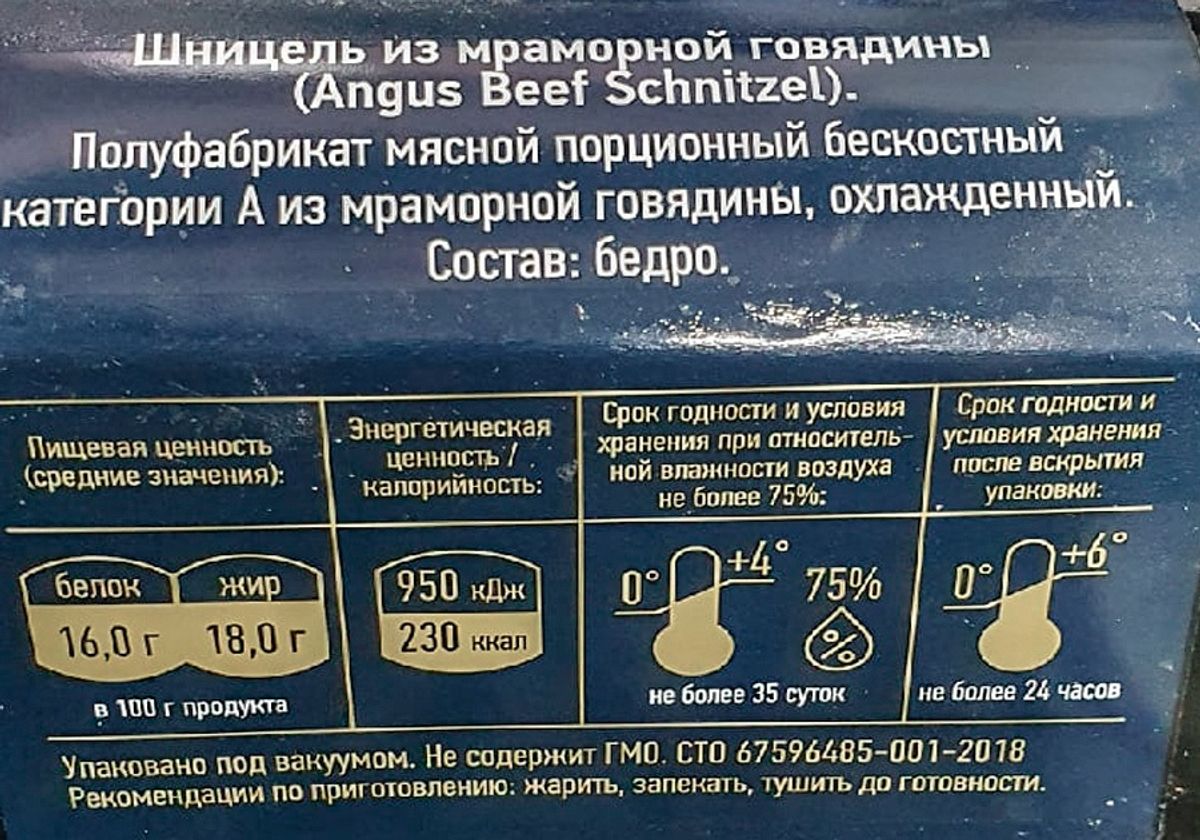 Шницель из мраморной говядины
(Angus Beef Schnitzel).
Полуфабрикат мясной порционный бескостный
категории А из мраморной говядины, охлажденный.
Состав: бедро.
Пищевая ценность
(средние значения):
белок жир
16,0 г 18,0 г
в 100 г продукта
Энергетическая
ценность /
калорийность:
950 кДж
230 ккал
Срок годности и условия
хранения при относитель-
ной влажности воздуха
не более 75%:
0° +4° 75%
%
не более 35 суток
Срок годности и
условия хранения
после вскрытия
упаковки:
0° +6°
не более 24 часов
Упаковано под вакуумом. Не содержит ГМО. СТО 67596485-001-2018
Рекомендации по приготовлению: жарить, запекать, тушить до готовности.